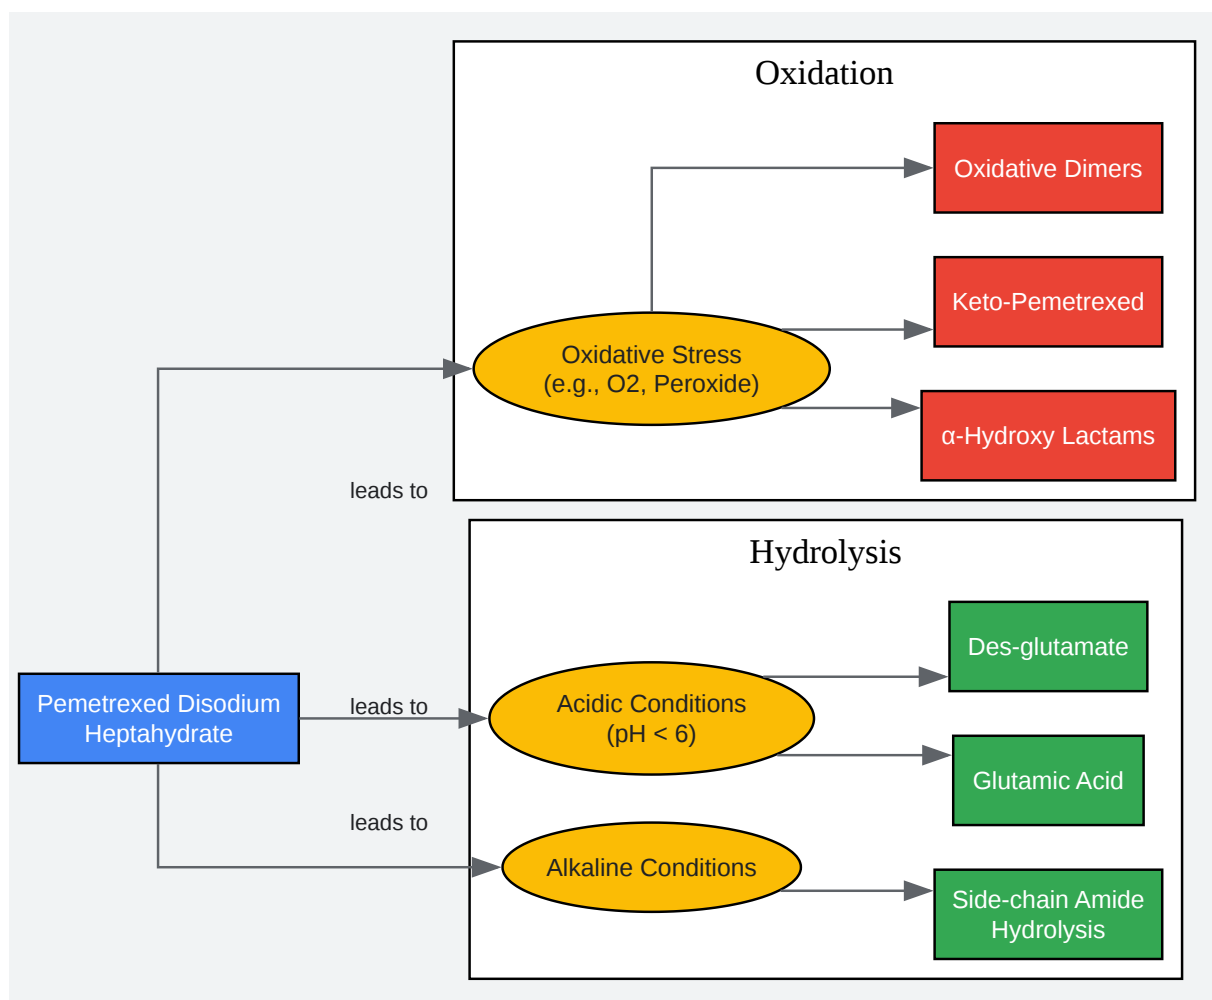 Oxidation
Oxidative Dimers
Keto-Pemetrexed
Oxidative Stress
(e.g., O2, Peroxide)
α-Hydroxy Lactams
leads to
Hydrolysis
Des-glutamate
Pemetrexed Disodium
Heptahydrate
leads to
Acidic Conditions
(pH < 6)
Glutamic Acid
leads to
Alkaline Conditions
Side-chain Amide
Hydrolysis